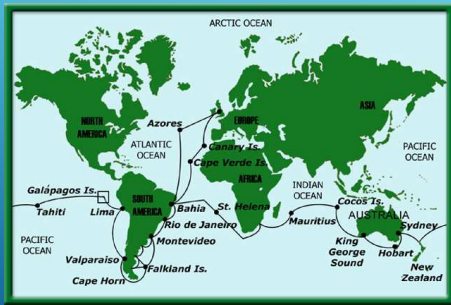 ARCTIC OCEAN
NORTH
AMERICA
Azores
EUROPE
ASIA
ATLANTIC
OCEAN
Canary Is.
Cape Verde Is.
PACIFIC
OCEAN
AFRICA
Galápagos Is.
Tahiti
Lima
SOUTH
AMERICA
Bahia
St. Helena
INDIAN
OCEAN
Cocos Is.
Mauritius
AUSTRALIA
Sydney
Rio de Janeiro
PACIFIC
OCEAN
Montevideo
King
George
Sound
Hobart
Valparaiso
Falkland Is.
New
Zealand
Cape Horn